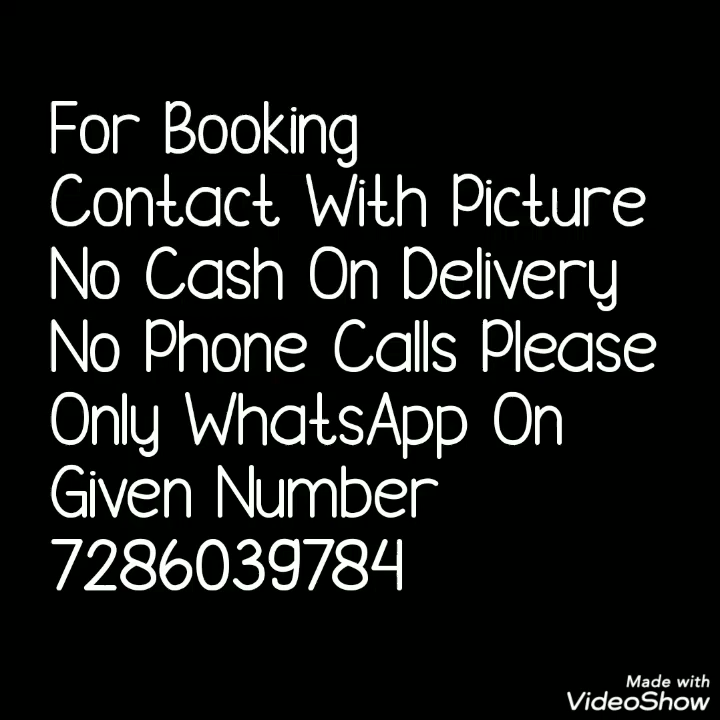 For Booking
Contact With Picture
No Cash On Delivery
No Phone Calls Please
Only WhatsApp On
Given Number
7286039784
Made with
VideoShow